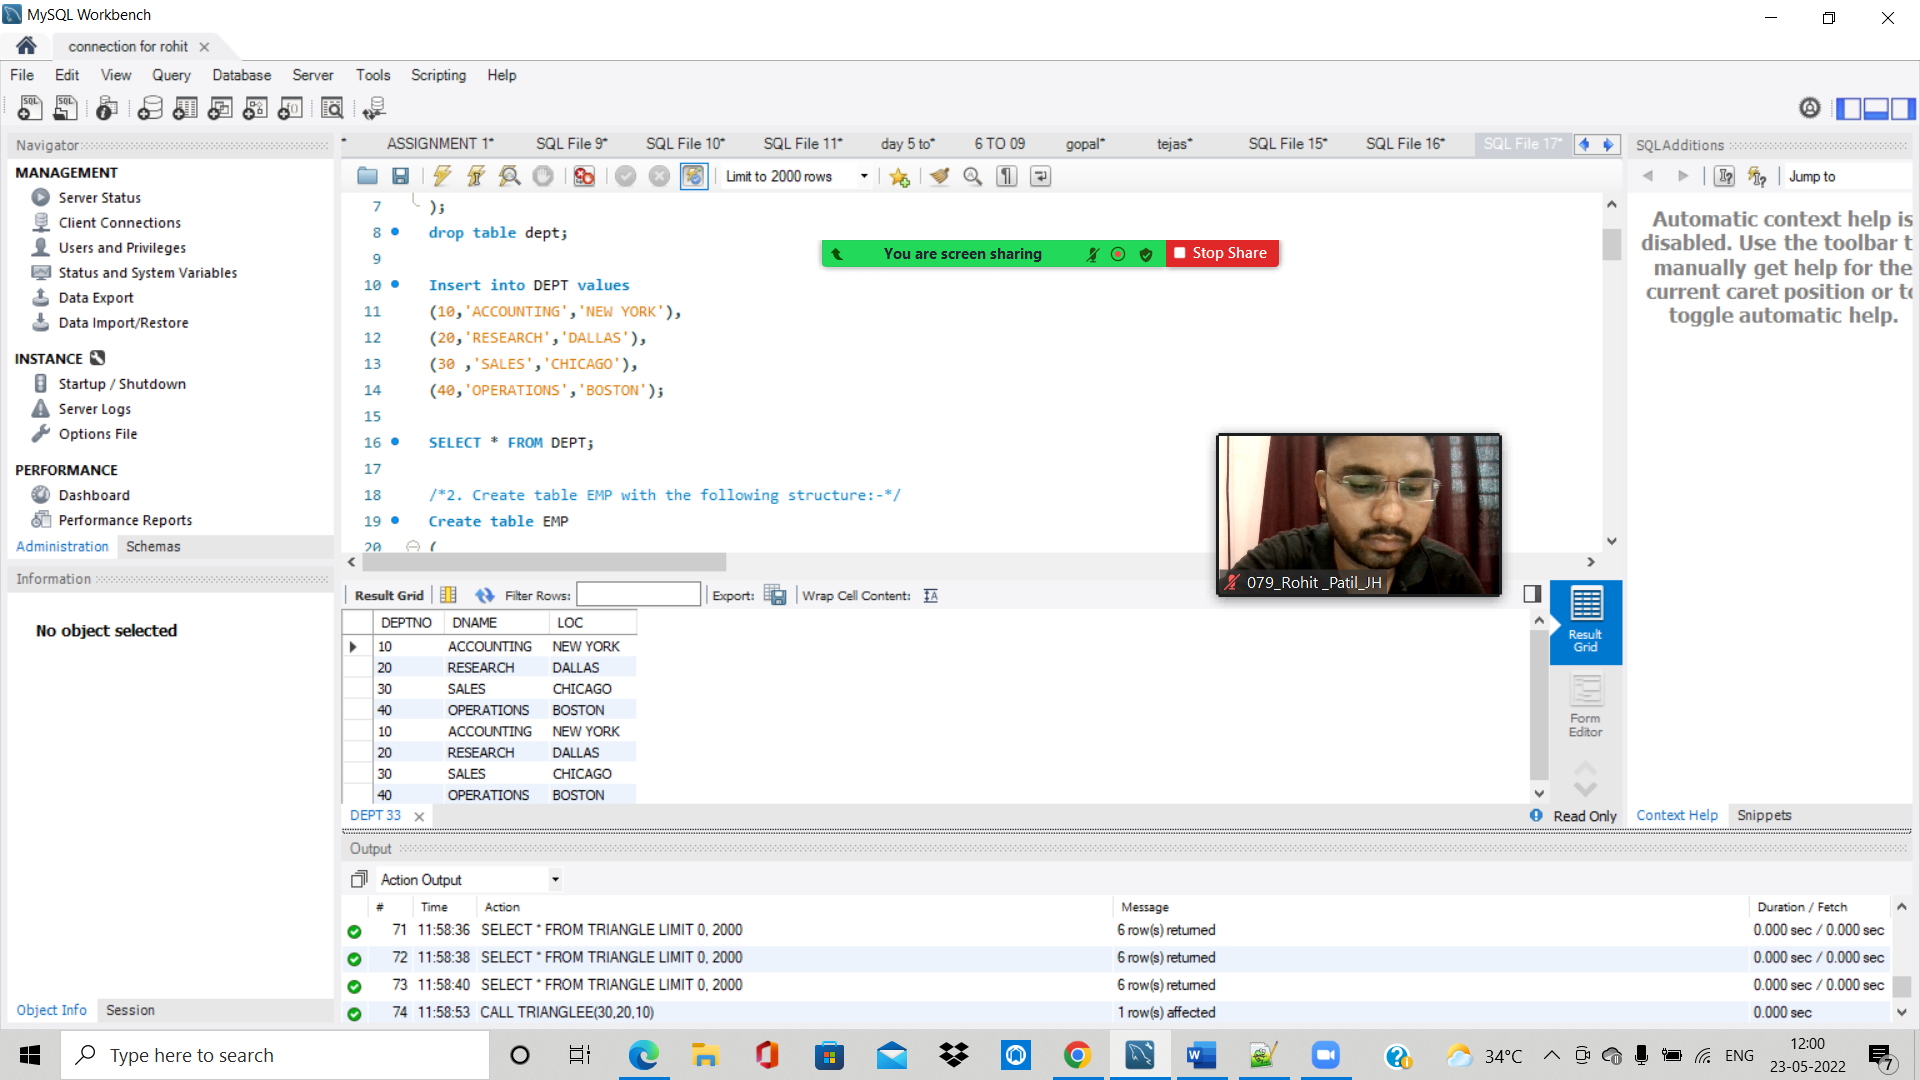 MySQL Workbench
connection for rohit
File Edit View Query Database Server Tools Scripting Help
Navigator
MANAGEMENT
Server Status
Client Connections
Users and Privileges
Status and System Variables
Data Export
Data Import/Restore
INSTANCE
Startup / Shutdown
Server Logs
Options File
PERFORMANCE
Dashboard
Performance Reports
Administration Schemas
Information
No object selected
Object Info Session
* ASSIGNMENT 1* SQL File 9* SQL File 10* SQL File 11* day 5 to* 6 TO 09 gopal* tejas* SQL File 15* SQL File 16* SQL File 17*
Limit to 2000 rows
7 );
8 drop table dept;
9
10 Insert into DEPT values
11 (10,'ACCOUNTING','NEW YORK'),
12 (20,'RESEARCH','DALLAS'),
13 (30 ,'SALES','CHICAGO'),
14 (40,'OPERATIONS','BOSTON');
15
16 SELECT * FROM DEPT;
17
18 /*2. Create table EMP with the following structure:-*/
19 Create table EMP
20 (
You are screen sharing Stop Share
079_Rohit _Patil_JH
Result Grid Filter Rows: Export: Wrap Cell Content:
DEPTNO DNAME LOC
10 ACCOUNTING NEW YORK
20 RESEARCH DALLAS
30 SALES CHICAGO
40 OPERATIONS BOSTON
10 ACCOUNTING NEW YORK
20 RESEARCH DALLAS
30 SALES CHICAGO
40 OPERATIONS BOSTON
Result
Grid
Form
Editor
DEPT 33 Read Only
SQLAdditions
Jump to
Automatic context help is
disabled. Use the toolbar t
manually get help for the
current caret position or to
toggle automatic help.
Context Help Snippets
Output
Action Output
# Time Action Message Duration / Fetch
71 11:58:36 SELECT * FROM TRIANGLE LIMIT 0, 2000 6 row(s) returned 0.000 sec / 0.000 sec
72 11:58:38 SELECT * FROM TRIANGLE LIMIT 0, 2000 6 row(s) returned 0.000 sec / 0.000 sec
73 11:58:40 SELECT * FROM TRIANGLE LIMIT 0, 2000 6 row(s) returned 0.000 sec / 0.000 sec
74 11:58:53 CALL TRIANGLEE(30,20,10) 1 row(s) affected 0.000 sec
Type here to search
34°C ENG
12:00
23-05-2022
7